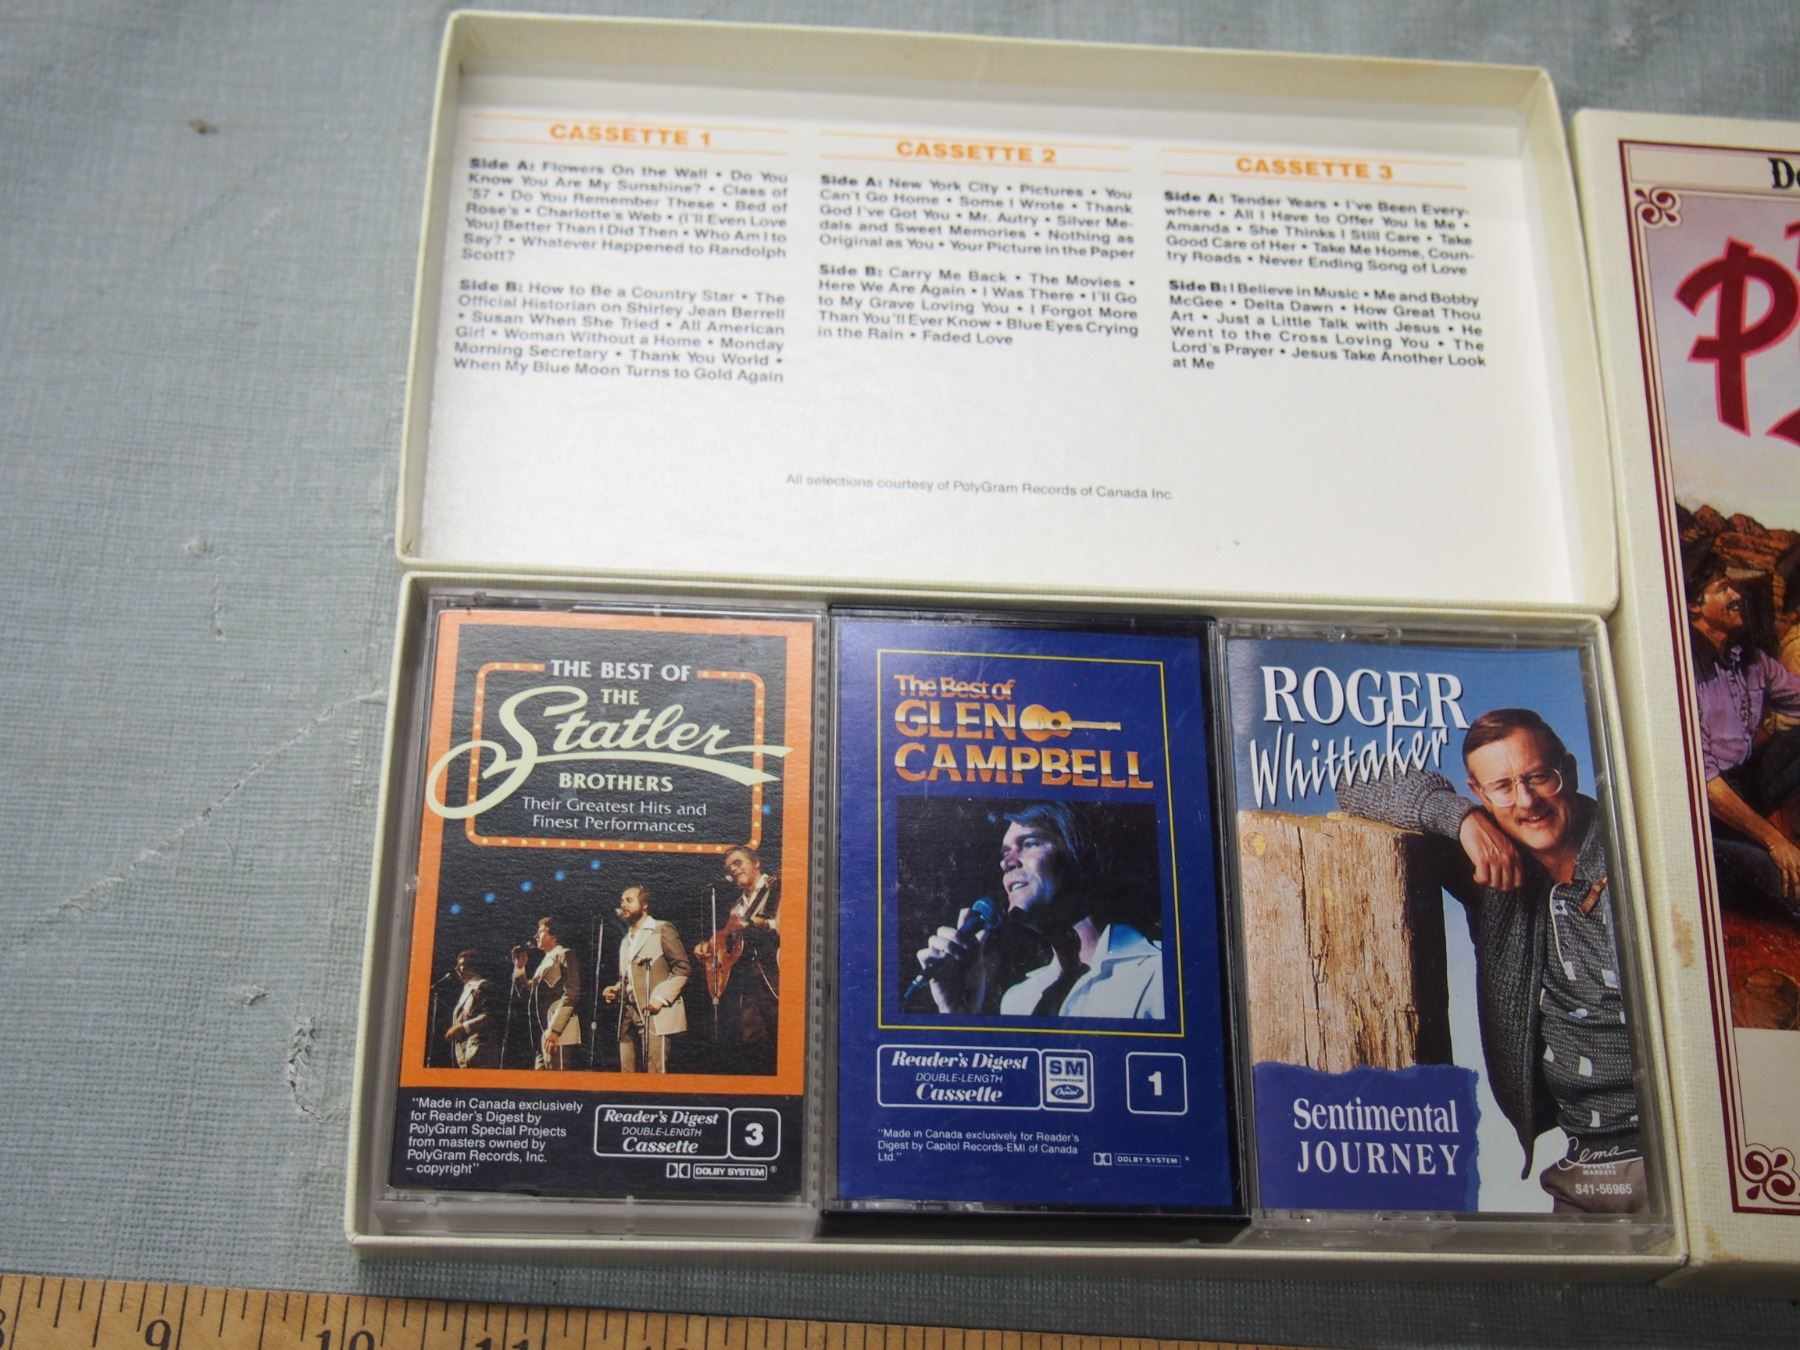 CASSETTE 1
Side A: Flowers On the Wall • Do You
Know You Are My Sunshine? • Class of
'57 • Do You Remember These • Bed of
Rose's • Charlotte's Web • (I'll Even Love
You) Better Than I Did Then • Who Am I to
Say? • Whatever Happened to Randolph
Scott?
Side B: How to Be a Country Star • The
Official Historian on Shirley Jean Berrell
• Susan When She Tried • All American
Girl • Woman Without a Home • Monday
Morning Secretary • Thank You World •
When My Blue Moon Turns to Gold Again
CASSETTE 2
Side A: New York City • Pictures • You
Can't Go Home • Some I Wrote • Thank
God I've Got You • Mr. Autry • Silver Me-
dals and Sweet Memories • Nothing as
Original as You • Your Picture in the Paper
Side B: Carry Me Back • The Movies •
Here We Are Again • I Was There • I'll Go
to My Grave Loving You • I Forgot More
Than You'll Ever Know • Blue Eyes Crying
in the Rain • Faded Love
CASSETTE 3
Side A: Tender Years • I've Been Every-
where • All I Have to Offer You Is Me •
Amanda • She Thinks I Still Care • Take
Good Care of Her • Take Me Home, Coun-
try Roads • Never Ending Song of Love
Side B: I Believe in Music • Me and Bobby
McGee • Delta Dawn • How Great Thou
Art • Just a Little Talk with Jesus • He
Went to the Cross Loving You • The
Lord's Prayer • Jesus Take Another Look
at Me
All selections courtesy of PolyGram Records of Canada Inc.
THE BEST OF
THE
Statler
BROTHERS
Their Greatest Hits and
Finest Performances
"Made in Canada exclusively
for Reader's Digest by
PolyGram Special Projects
from masters owned by
PolyGram Records, Inc.
– copyright"
Reader's Digest
DOUBLE-LENGTH
Cassette
3
DOLBY SYSTEM ®
The Best of
GLEN
CAMPBELL
Reader's Digest
DOUBLE-LENGTH
Cassette
SM
Capitol
1
"Made in Canada exclusively for Reader's
Digest by Capitol Records-EMI of Canada
Ltd."
DOLBY SYSTEM
ROGER
Whittaker
Sentimental
JOURNEY
Cema
SPECIAL
MARKETS
S41-56965
9
10
11